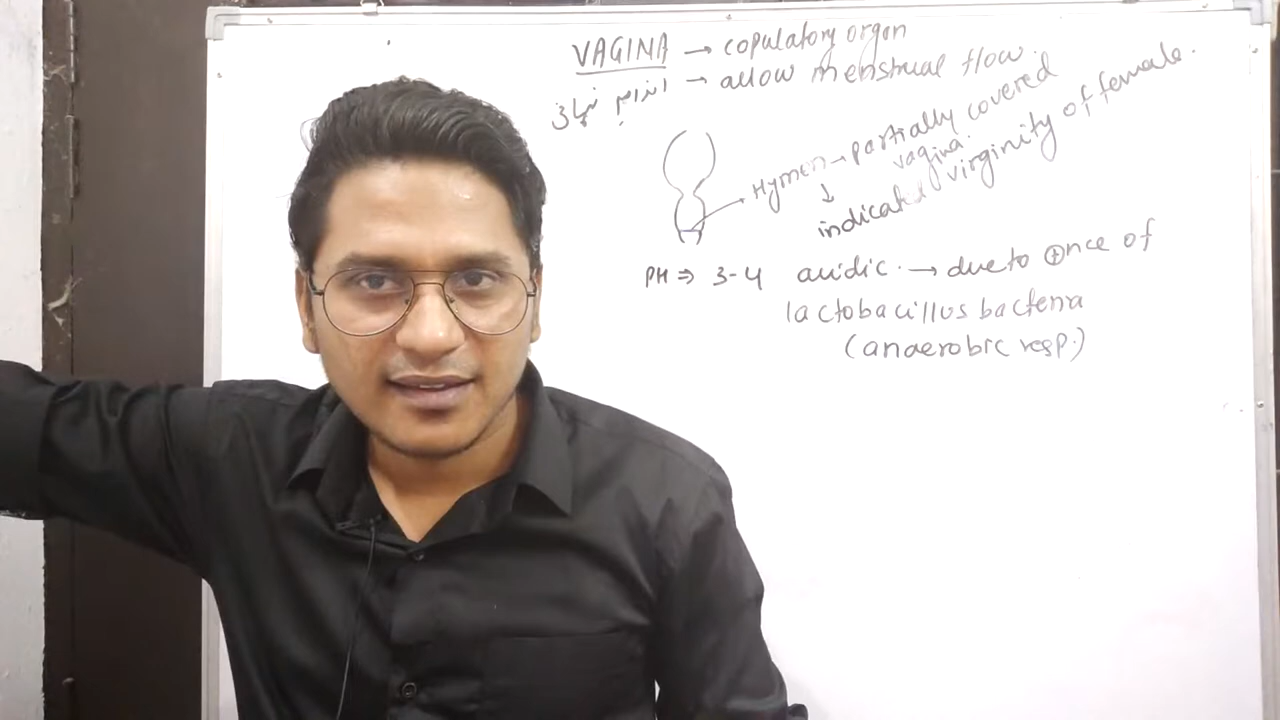 VAGINA → copulatory organ
اندام نہانی → allow menstrual flow.
Hymen → partially covered
vagina.
↓
indicated virginity of female.
PH ⇒ 3-4 acidic. → due to ⊕nce of
lactobacillus bacteria
(anaerobic resp.)